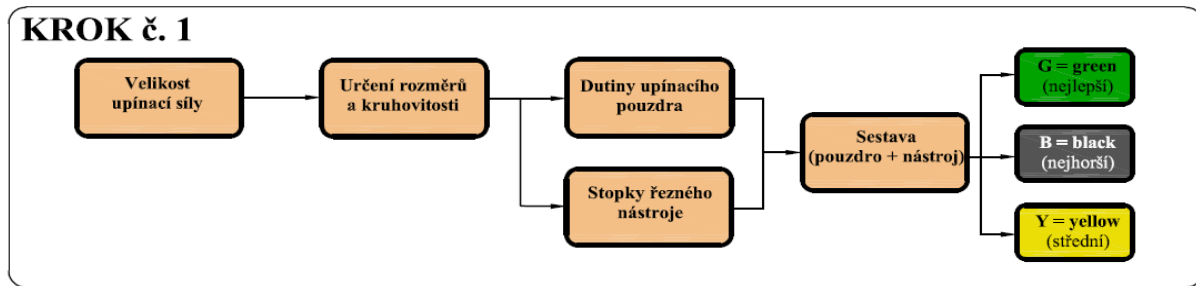 KROK č. 1
Velikost
upínací síly
Určení rozměrů
a kruhovitosti
Dutiny upínacího
pouzdra
Stopky řezného
nástroje
Sestava
(pouzdro + nástroj)
G = green
(nejlepší)
B = black
(nejhorší)
Y = yellow
(střední)